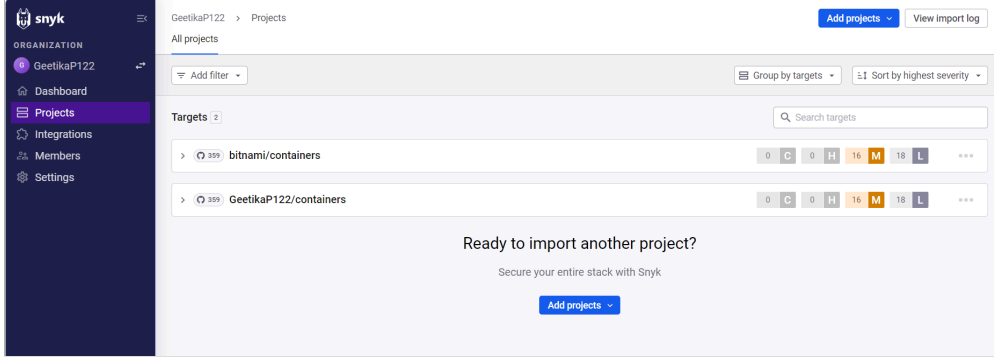 snyk
ORGANIZATION
G GeetikaP122
Dashboard
Projects
Integrations
Members
Settings
GeetikaP122 > Projects
Add projects
View import log
All projects
Add filter
Group by targets
Sort by highest severity
Targets 2
Search targets
359 bitnami/containers 0 C 0 H 16 M 18 L
359 GeetikaP122/containers 0 C 0 H 16 M 18 L
Ready to import another project?
Secure your entire stack with Snyk
Add projects